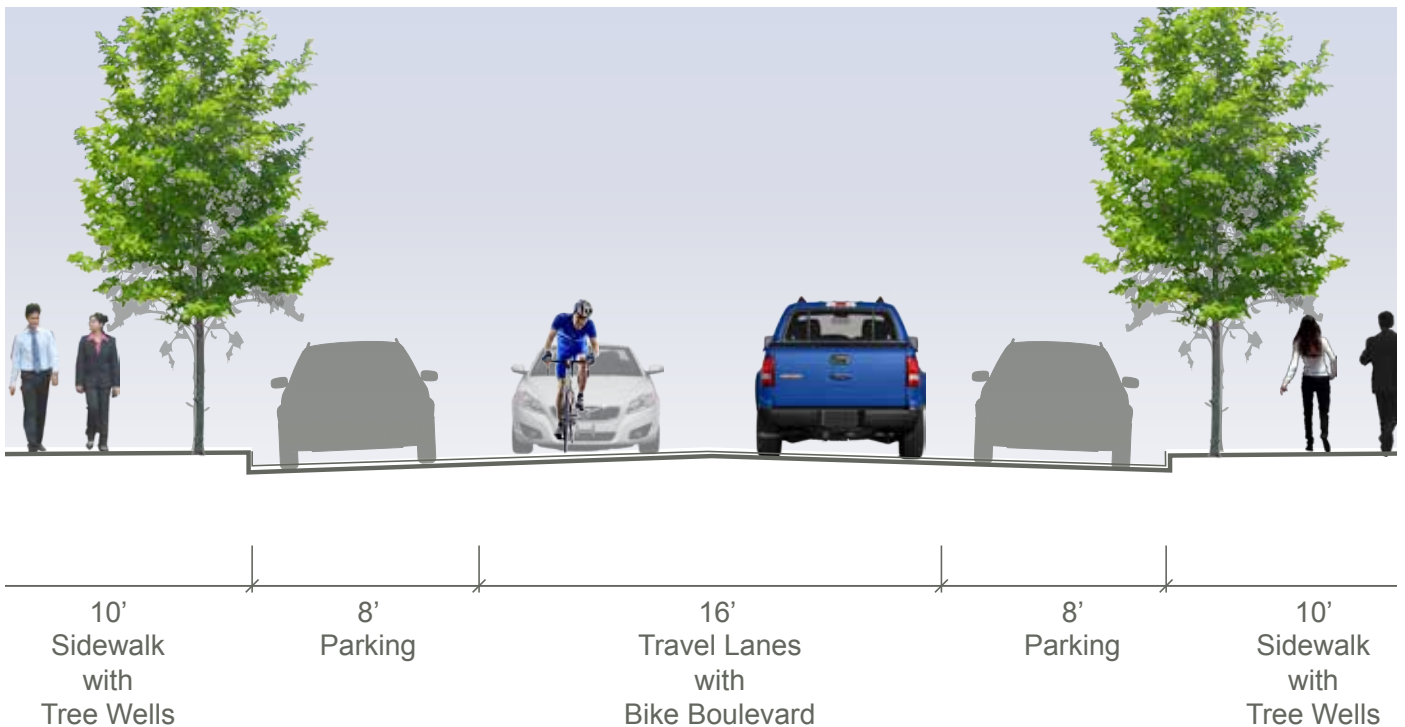 10’
Sidewalk
with
Tree Wells
8’
Parking
16’
Travel Lanes
with
Bike Boulevard
8’
Parking
10’
Sidewalk
with
Tree Wells